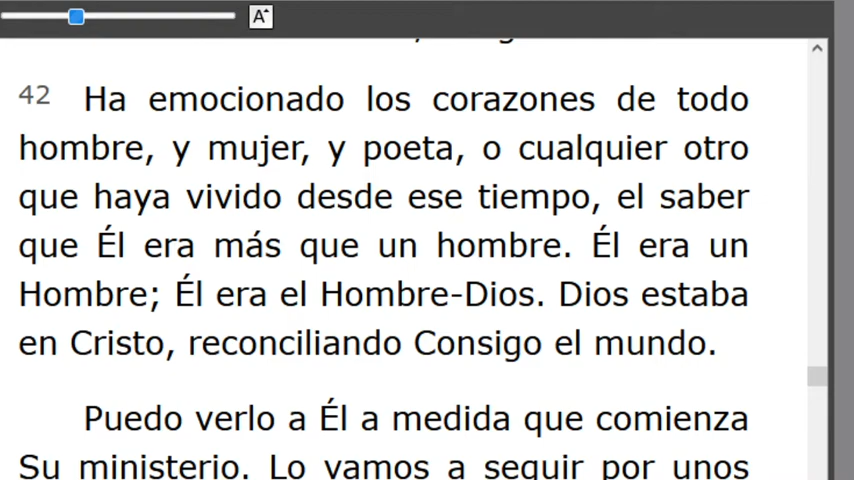 A
42 Ha emocionado los corazones de todo
hombre, y mujer, y poeta, o cualquier otro
que haya vivido desde ese tiempo, el saber
que Él era más que un hombre. Él era un
Hombre; Él era el Hombre-Dios. Dios estaba
en Cristo, reconciliando Consigo el mundo.
Puedo verlo a Él a medida que comienza
Su ministerio. Lo vamos a seguir por unos